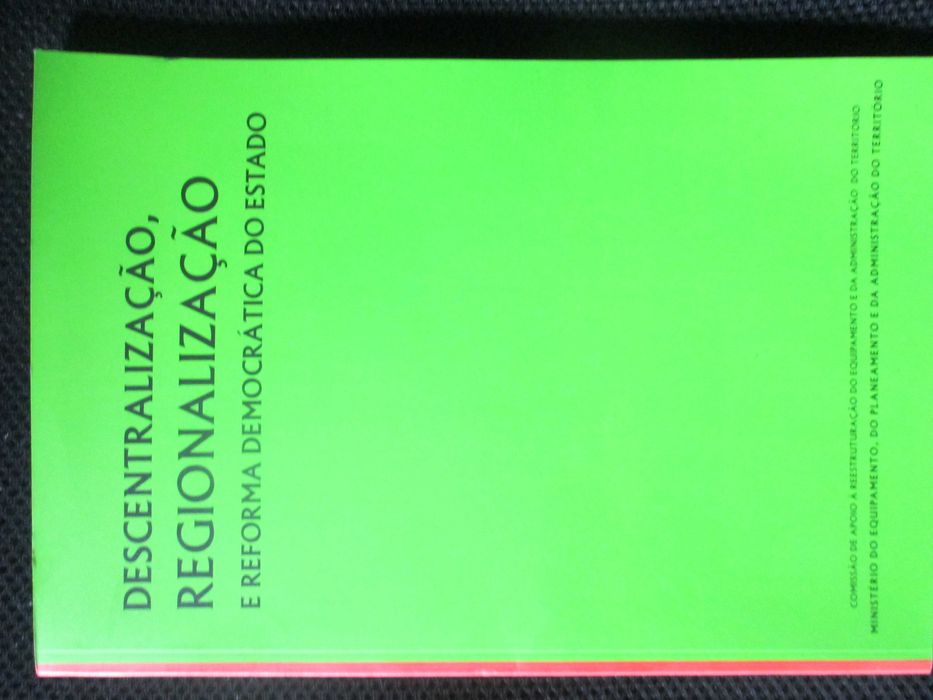 DESCENTRALIZAÇÃO,
REGIONALIZAÇÃO
E REFORMA DEMOCRÁTICA DO ESTADO
COMISSÃO DE APOIO À REESTRUTURAÇÃO DO EQUIPAMENTO E DA ADMINISTRAÇÃO DO TERRITÓRIO
MINISTÉRIO DO EQUIPAMENTO, DO PLANEAMENTO E DA ADMINISTRAÇÃO DO TERRITÓRIO